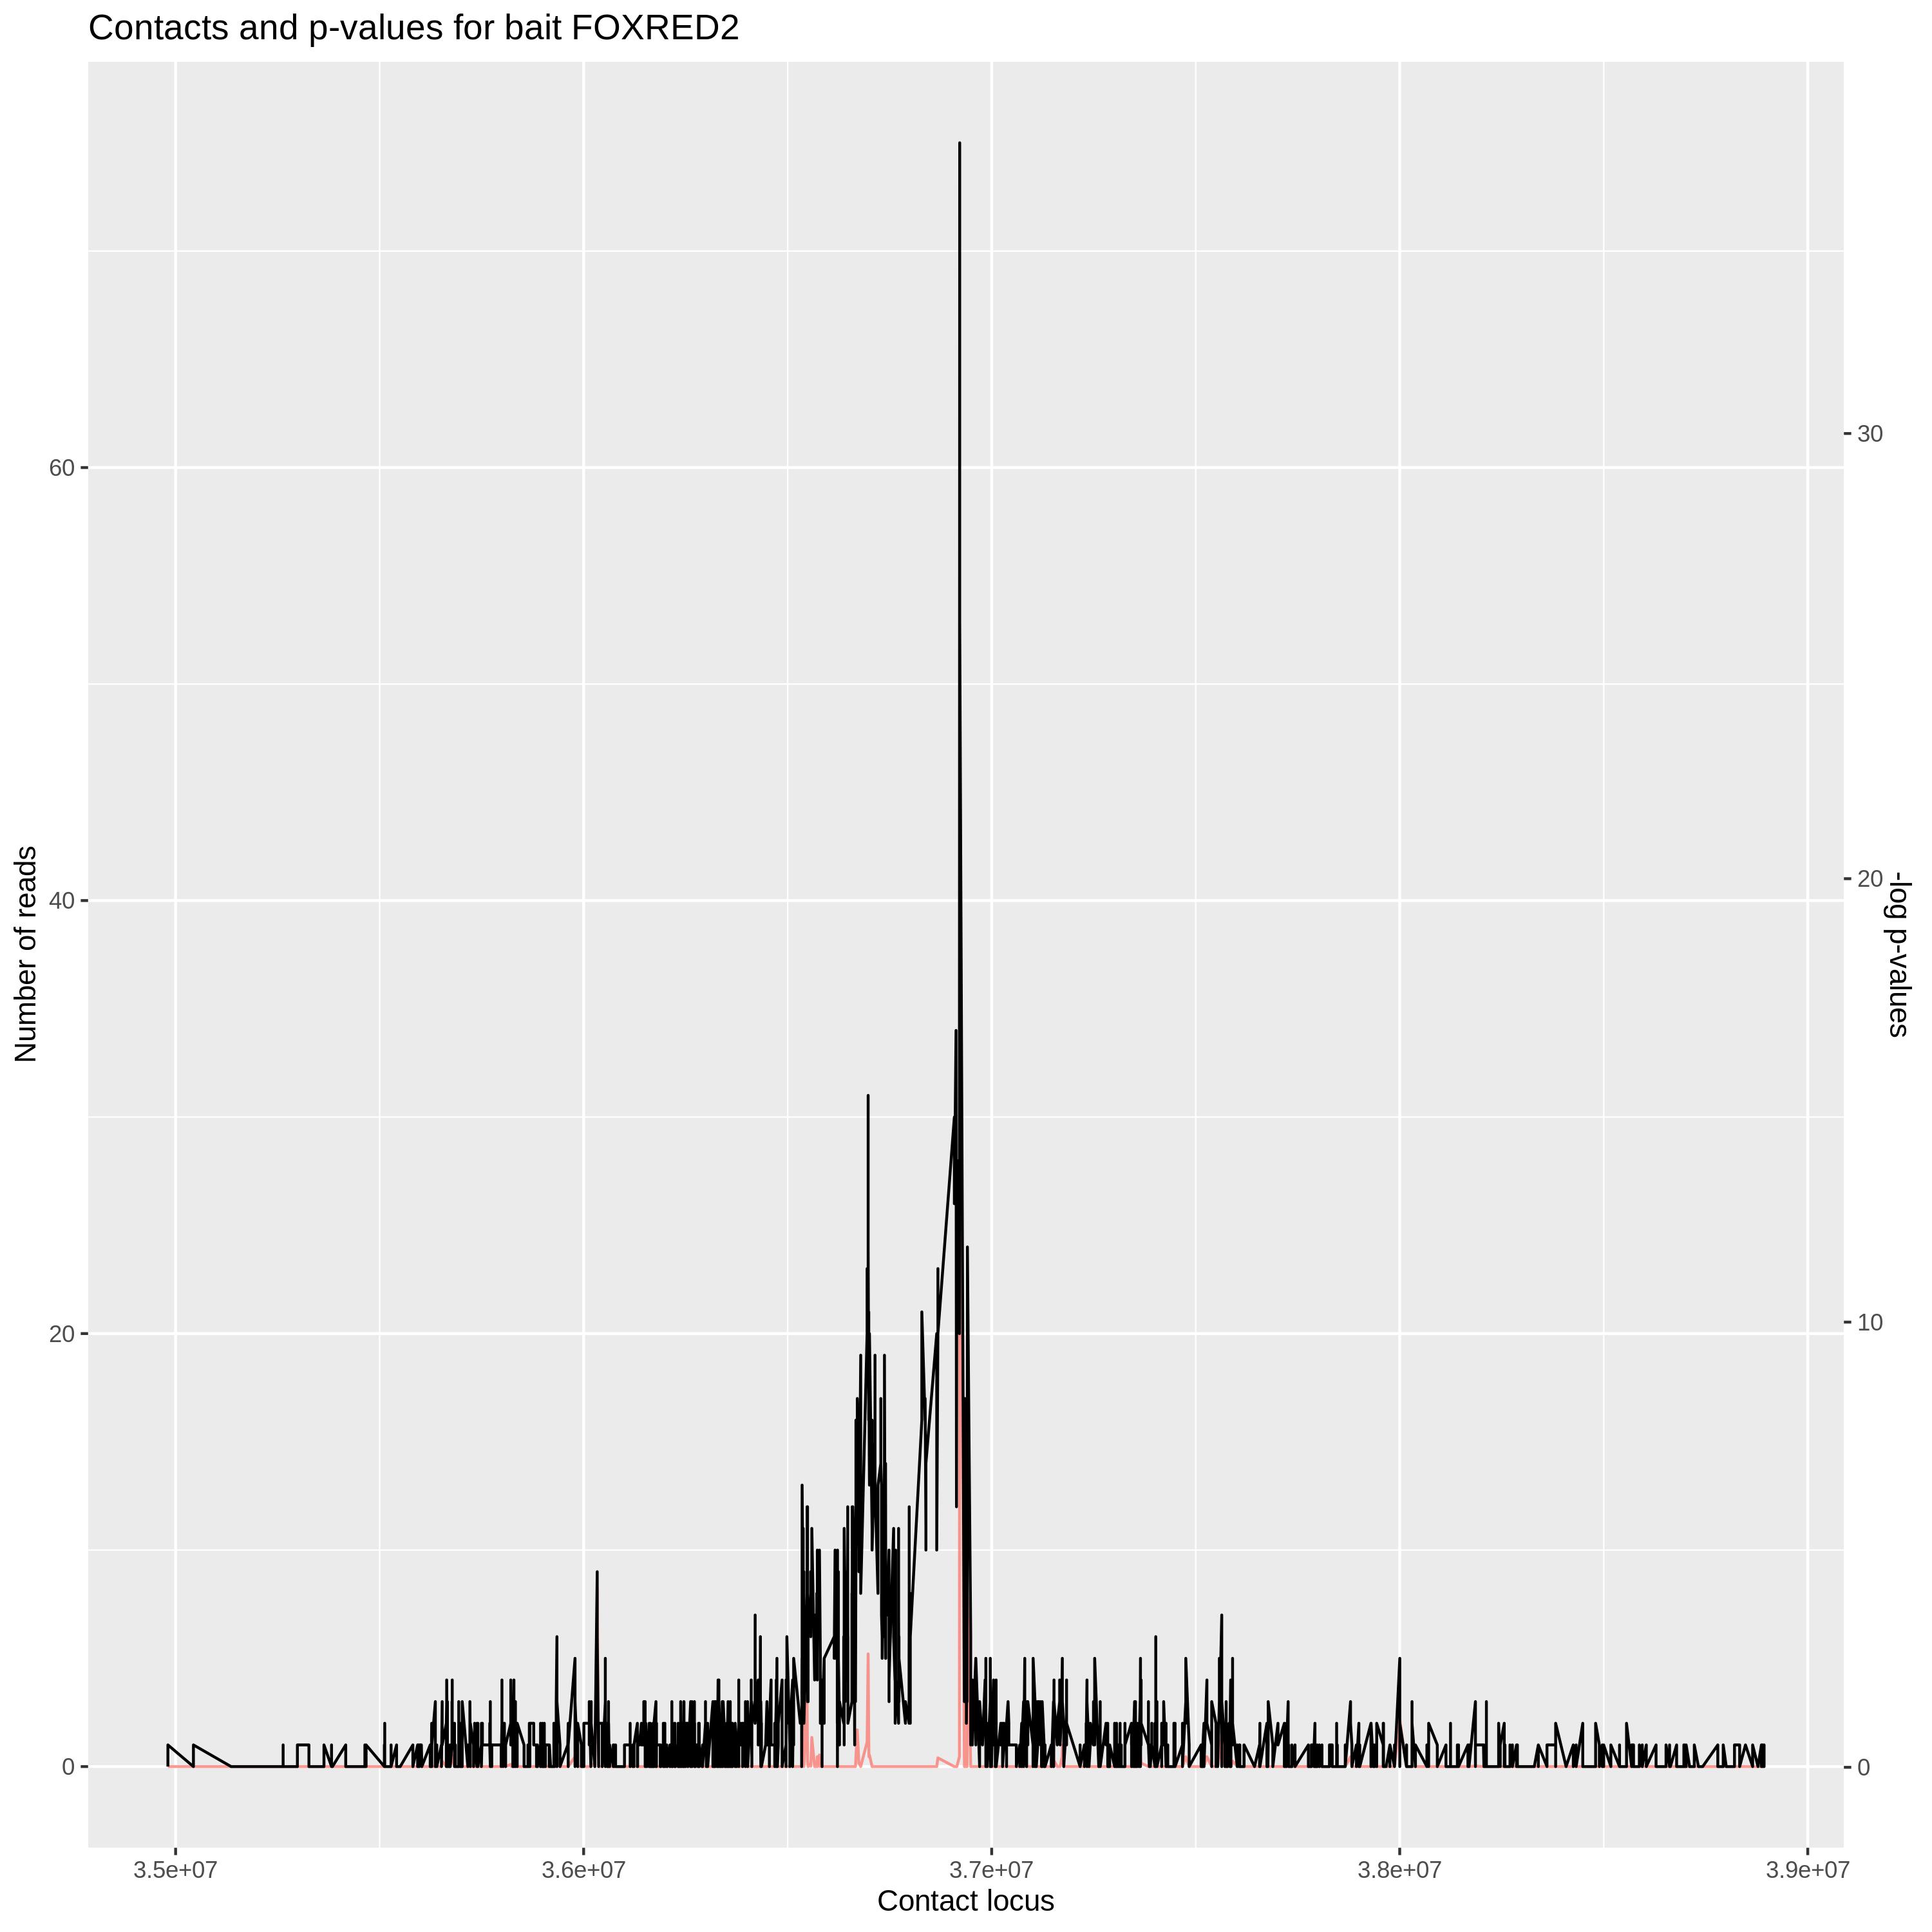 Contacts and p-values for bait FOXRED2
60
40
20
0
30
20
10
0
Number of reads
-log p-values
3.5e+07 3.6e+07 3.7e+07 3.8e+07 3.9e+07
Contact locus